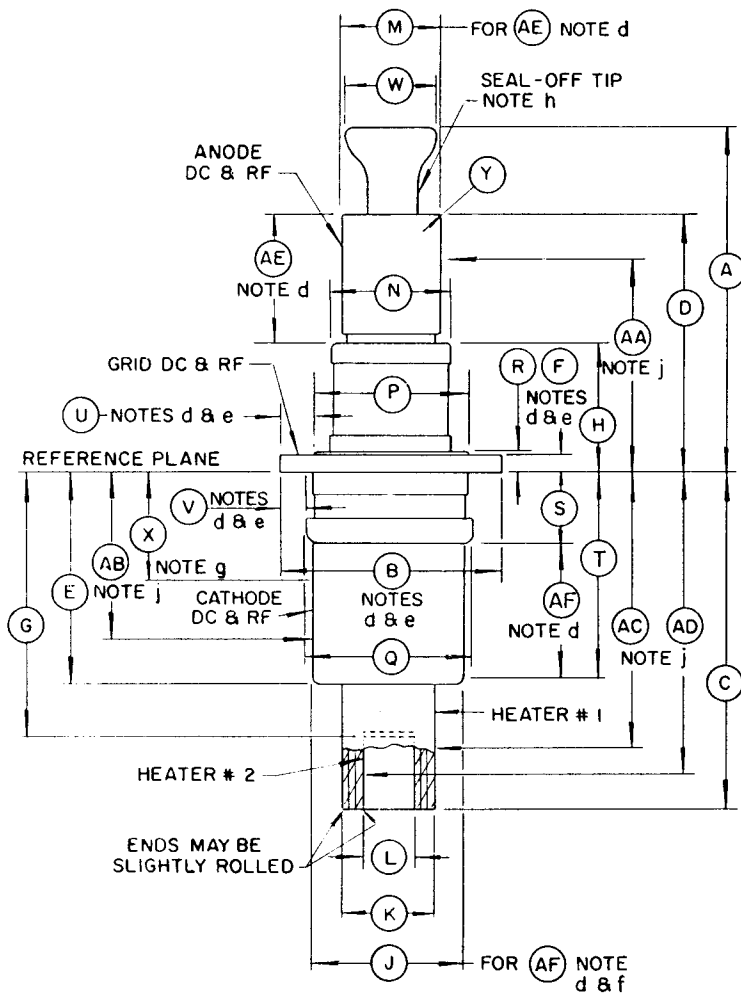 M
FOR AE NOTE d
W
SEAL-OFF TIP
NOTE h
ANODE
DC & RF
Y
A
AE
NOTE d
N
D
AA
NOTE j
GRID DC & RF
P
R
F
NOTES
d & e
H
U NOTES d & e
REFERENCE PLANE
V NOTES
d & e
S
X
NOTE g
T
AB
NOTE j
E
B
NOTES
d & e
CATHODE
DC & RF
AF
NOTE d
G
Q
AC
NOTE j
AD
C
HEATER # 1
HEATER # 2
ENDS MAY BE
SLIGHTLY ROLLED
L
K
J
FOR AF NOTE
d & f